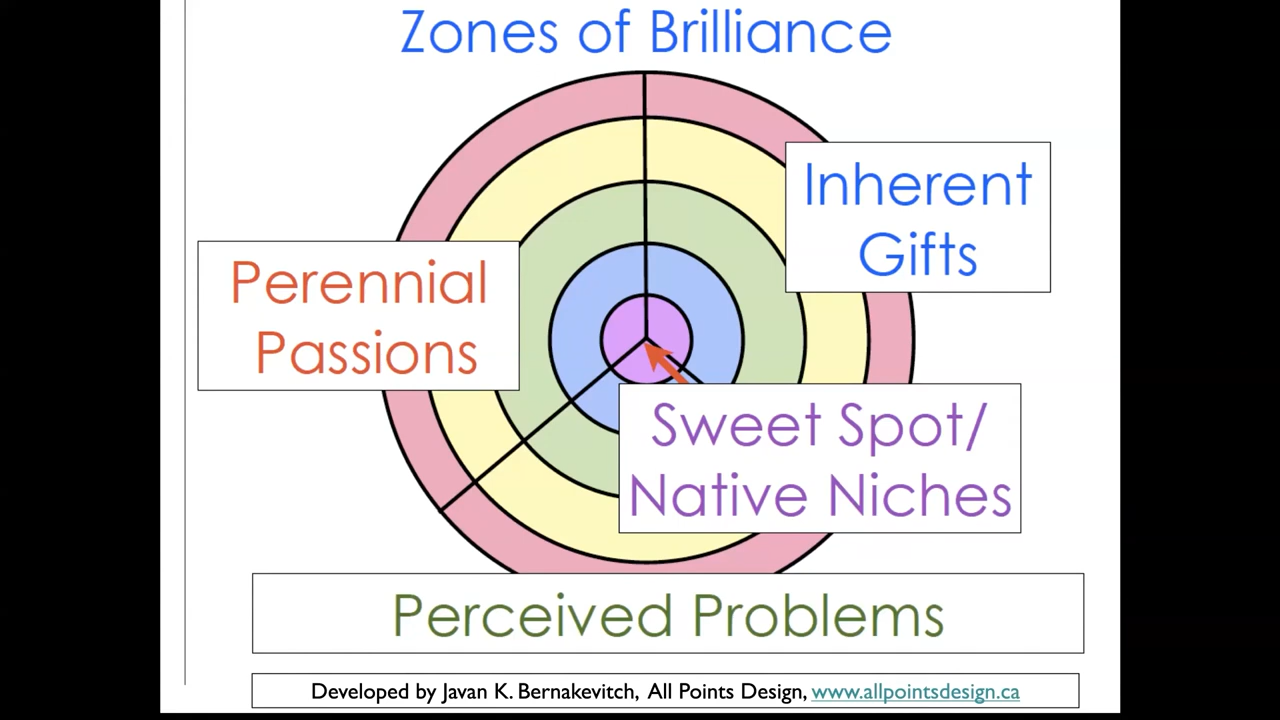 Zones of Brilliance
Inherent
Gifts
Perennial
Passions
Sweet Spot/
Native Niches
Perceived Problems
Developed by Javan K. Bernakevitch, All Points Design, www.allpointsdesign.ca